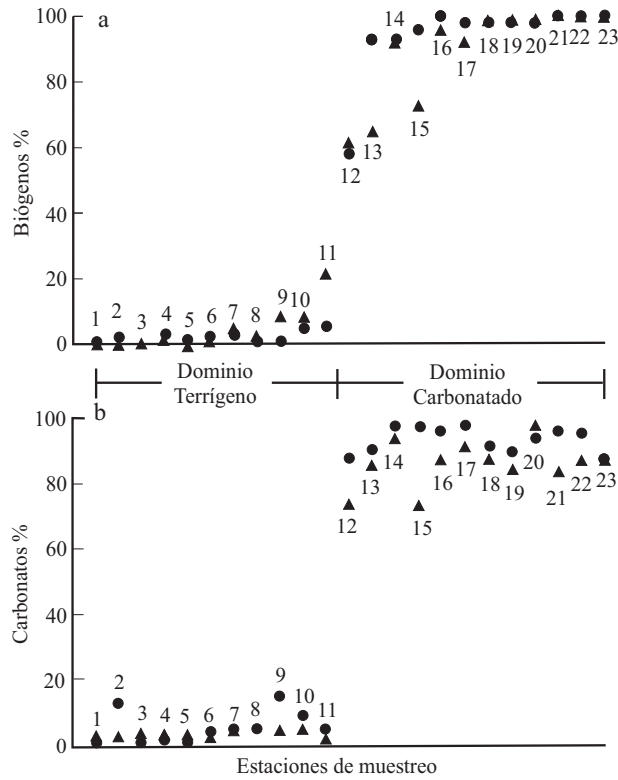 a
Biógenos %
100
80
60
40
20
0
1 2 3 4 5 6 7 8 9 10 11 12 13 14 15 16 17 18 19 20 21 22 23
Dominio
Terrígeno
Dominio
Carbonatado
b
Carbonatos %
100
80
60
40
20
0
1 2 3 4 5 6 7 8 9 10 11 12 13 14 15 16 17 18 19 20 21 22 23
Estaciones de muestreo